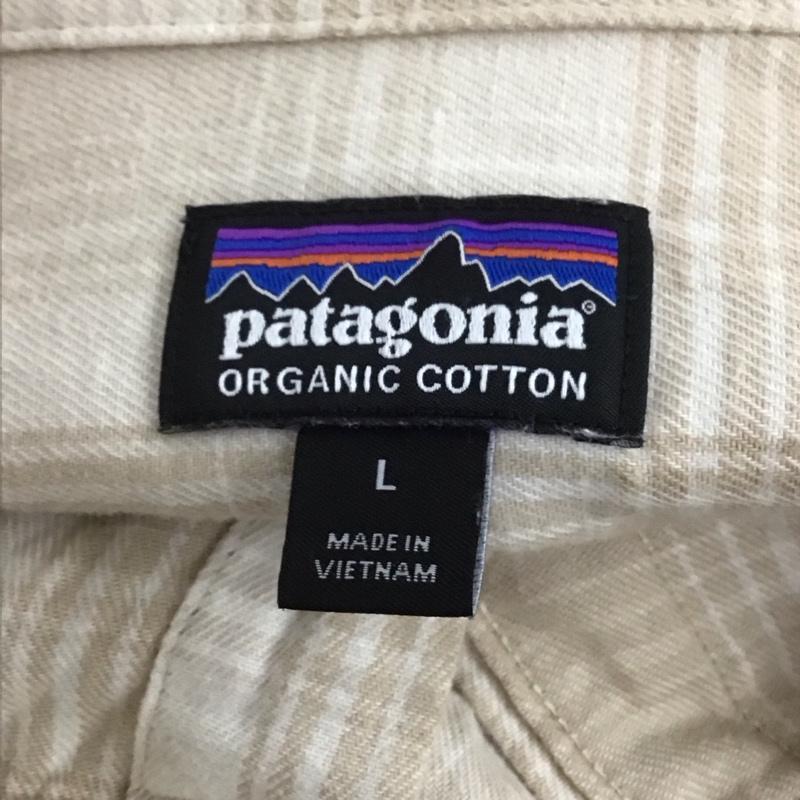 patagonia®
ORGANIC COTTON
L
MADE IN
VIETNAM